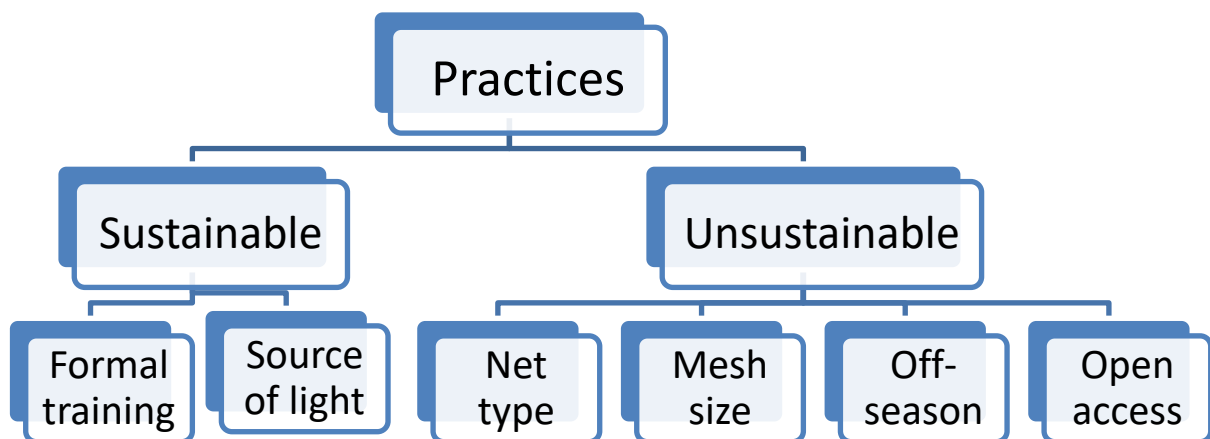 Practices
Sustainable
Unsustainable
Formal
training
Source
of light
Net
type
Mesh
size
Off-
season
Open
access